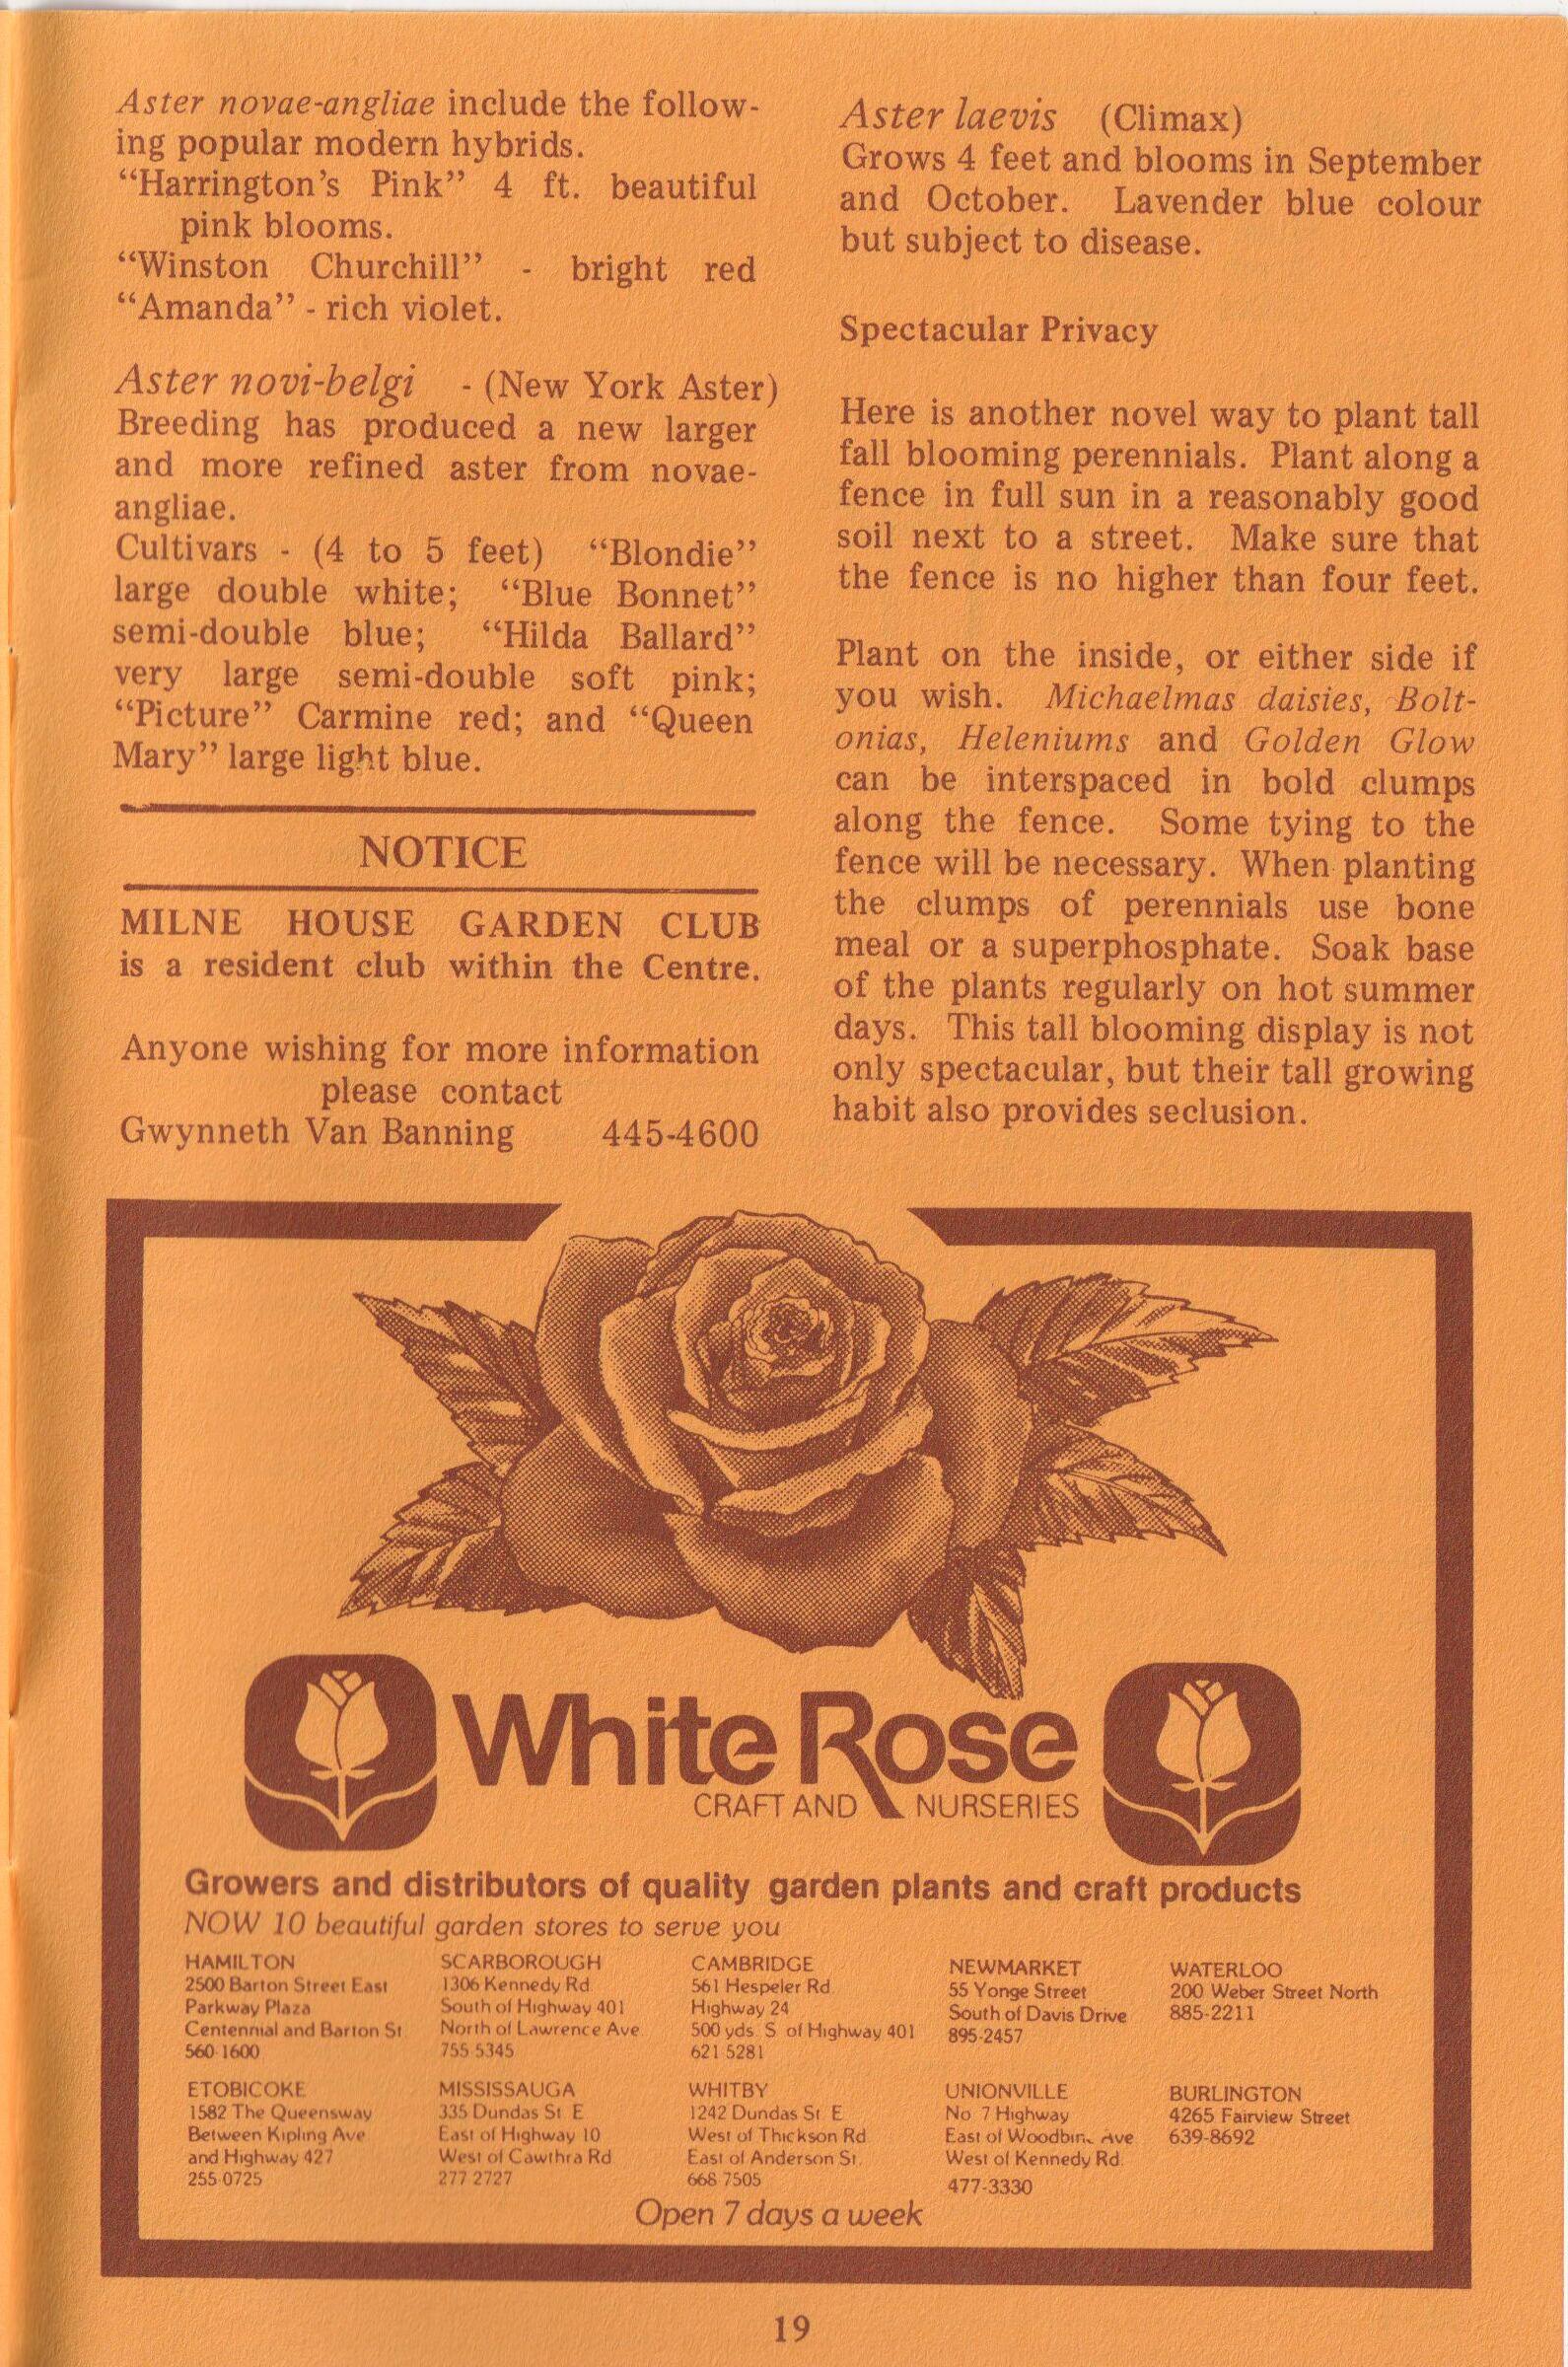 Aster novae-angliae include the follow-
ing popular modern hybrids.
“Harrington’s Pink” 4 ft. beautiful
pink blooms.
“Winston Churchill” - bright red
“Amanda” - rich violet.
Aster novi-belgi - (New York Aster)
Breeding has produced a new larger
and more refined aster from novae-
angliae.
Cultivars - (4 to 5 feet) “Blondie”
large double white; “Blue Bonnet”
semi-double blue; “Hilda Ballard”
very large semi-double soft pink;
“Picture” Carmine red; and “Queen
Mary” large light blue.
NOTICE
MILNE HOUSE GARDEN CLUB
is a resident club within the Centre.
Anyone wishing for more information
please contact
Gwynneth Van Banning 445-4600
Aster laevis (Climax)
Grows 4 feet and blooms in September
and October. Lavender blue colour
but subject to disease.
Spectacular Privacy
Here is another novel way to plant tall
fall blooming perennials. Plant along a
fence in full sun in a reasonably good
soil next to a street. Make sure that
the fence is no higher than four feet.
Plant on the inside, or either side if
you wish. Michaelmas daisies, Bolt-
onias, Heleniums and Golden Glow
can be interspaced in bold clumps
along the fence. Some tying to the
fence will be necessary. When planting
the clumps of perennials use bone
meal or a superphosphate. Soak base
of the plants regularly on hot summer
days. This tall blooming display is not
only spectacular, but their tall growing
habit also provides seclusion.
White Rose
CRAFT AND NURSERIES
Growers and distributors of quality garden plants and craft products
NOW 10 beautiful garden stores to serve you
HAMILTON
2500 Barton Street East
Parkway Plaza
Centennial and Barton St.
560-1600
SCARBOROUGH
1306 Kennedy Rd.
South of Highway 401
North of Lawrence Ave.
755-5345
CAMBRIDGE
561 Hespeler Rd.
Highway 24
500 yds. S. of Highway 401
621-5281
NEWMARKET
55 Yonge Street
South of Davis Drive
895-2457
WATERLOO
200 Weber Street North
885-2211
ETOBICOKE
1582 The Queensway
Between Kipling Ave.
and Highway 427
255-0725
MISSISSAUGA
335 Dundas St. E.
East of Highway 10
West of Cawthra Rd.
277-2727
WHITBY
1242 Dundas St. E.
West of Thickson Rd.
East of Anderson St.
668-7505
UNIONVILLE
No. 7 Highway
East of Woodbine Ave
West of Kennedy Rd.
477-3330
BURLINGTON
4265 Fairview Street
639-8692
Open 7 days a week
19